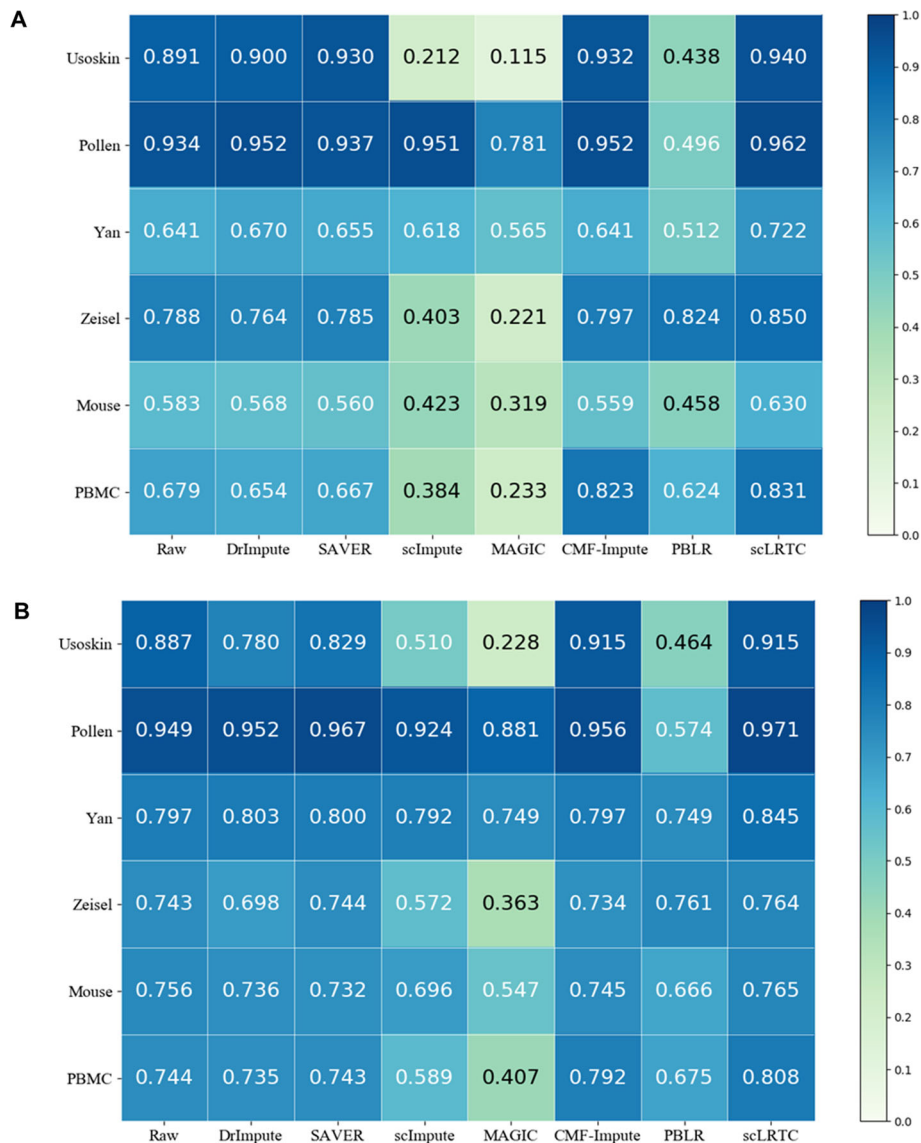 A
Usoskin 0.891 0.900 0.930 0.212 0.115 0.932 0.438 0.940
Pollen 0.934 0.952 0.937 0.951 0.781 0.952 0.496 0.962
Yan 0.641 0.670 0.655 0.618 0.565 0.641 0.512 0.722
Zeisel 0.788 0.764 0.785 0.403 0.221 0.797 0.824 0.850
Mouse 0.583 0.568 0.560 0.423 0.319 0.559 0.458 0.630
PBMC 0.679 0.654 0.667 0.384 0.233 0.823 0.624 0.831
Raw DrImpute SAVER scImpute MAGIC CMF-Impute PBLR scLRTC
1.0
0.9
0.8
0.7
0.6
0.5
0.4
0.3
0.2
0.1
0.0
B
Usoskin 0.887 0.780 0.829 0.510 0.228 0.915 0.464 0.915
Pollen 0.949 0.952 0.967 0.924 0.881 0.956 0.574 0.971
Yan 0.797 0.803 0.800 0.792 0.749 0.797 0.749 0.845
Zeisel 0.743 0.698 0.744 0.572 0.363 0.734 0.761 0.764
Mouse 0.756 0.736 0.732 0.696 0.547 0.745 0.666 0.765
PBMC 0.744 0.735 0.743 0.589 0.407 0.792 0.675 0.808
Raw DrImpute SAVER scImpute MAGIC CMF-Impute PBLR scLRTC
1.0
0.9
0.8
0.7
0.6
0.5
0.4
0.3
0.2
0.1
0.0